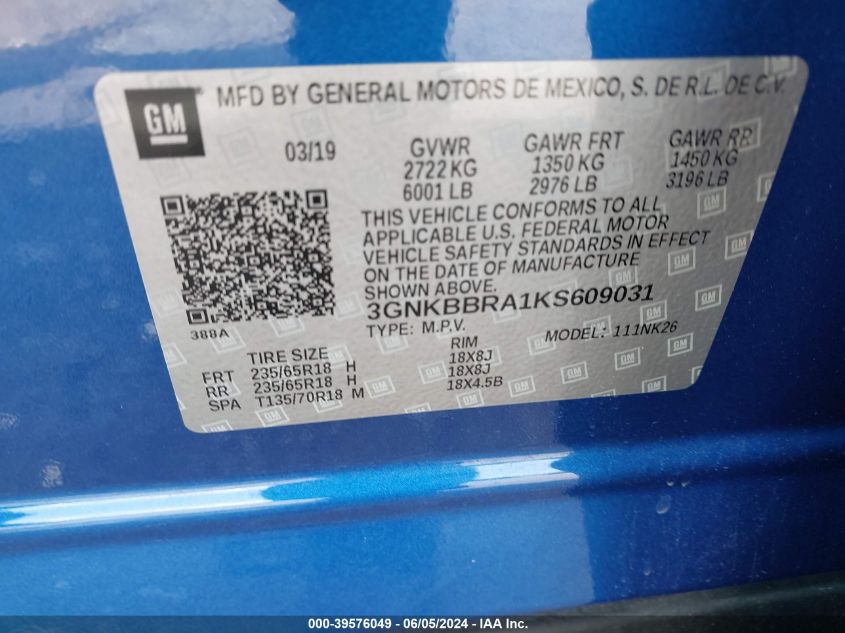 GM MFD BY GENERAL MOTORS DE MEXICO, S. DE R.L. DE C.V.
03/19 GVWR GAWR FRT GAWR RR
2722 KG 1350 KG 1450 KG
6001 LB 2976 LB 3196 LB
THIS VEHICLE CONFORMS TO ALL
APPLICABLE U.S. FEDERAL MOTOR
VEHICLE SAFETY STANDARDS IN EFFECT
ON THE DATE OF MANUFACTURE
SHOWN ABOVE.
3GNKBBRA1KS609031
388A
TYPE: M.P.V. MODEL: 111NK26
TIRE SIZE RIM
FRT 235/65R18 H 18X8J
RR 235/65R18 H 18X8J
SPA T135/70R18 M 18X4.5B
000-39576049 - 06/05/2024 - IAA Inc.